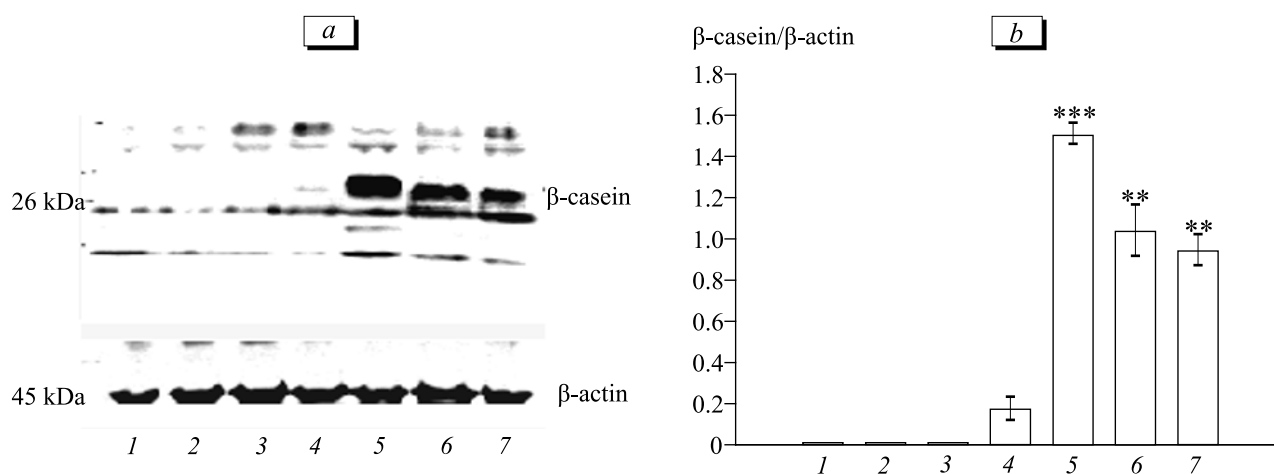 a
26 kDa
β-casein
45 kDa
β-actin
1 2 3 4 5 6 7
b
β-casein/β-actin
1.8
1.6
1.4
1.2
1.0
0.8
0.6
0.4
0.2
0
***
**
**
1 2 3 4 5 6 7